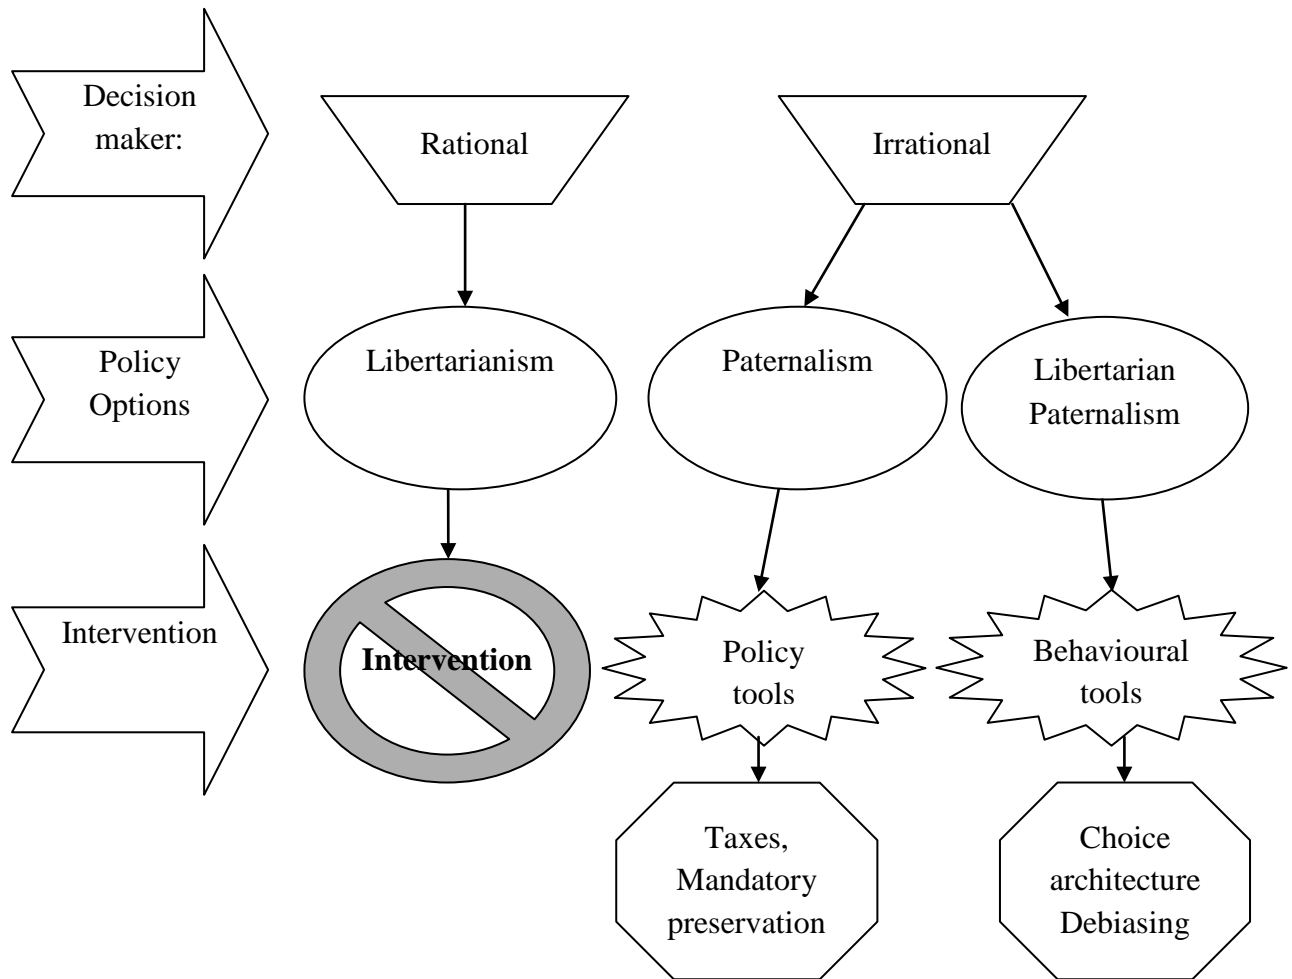 Decision
maker:
Rational
Irrational
Policy
Options
Libertarianism
Paternalism
Libertarian
Paternalism
Intervention
Intervention
Policy
tools
Behavioural
tools
Taxes,
Mandatory
preservation
Choice
architecture
Debiasing